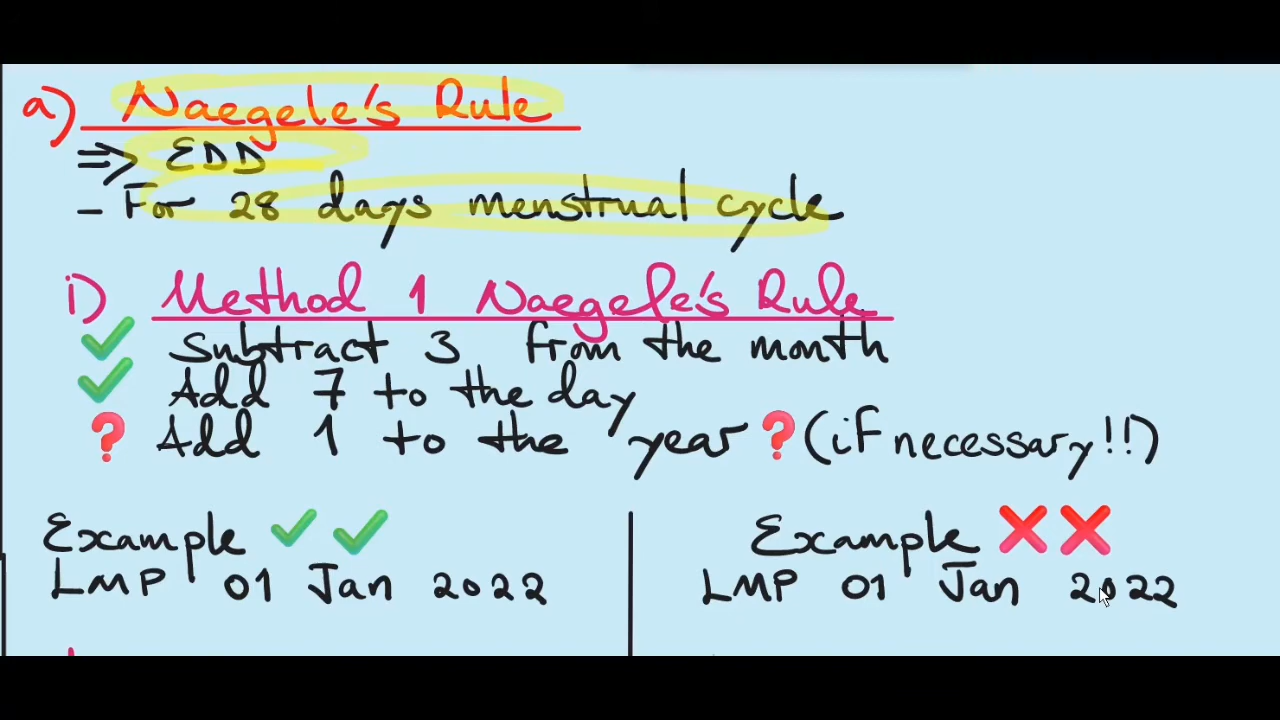 a) Naegele's Rule
⇒ EDD
- For 28 days menstrual cycle
i) Method 1 Naegele's Rule
✔ Subtract 3 from the month
✔ Add 7 to the day
❓ Add 1 to the year ❓ (if necessary!!)
Example ✔ ✔
LMP 01 Jan 2022
Example ❌ ❌
LMP 01 Jan 2022